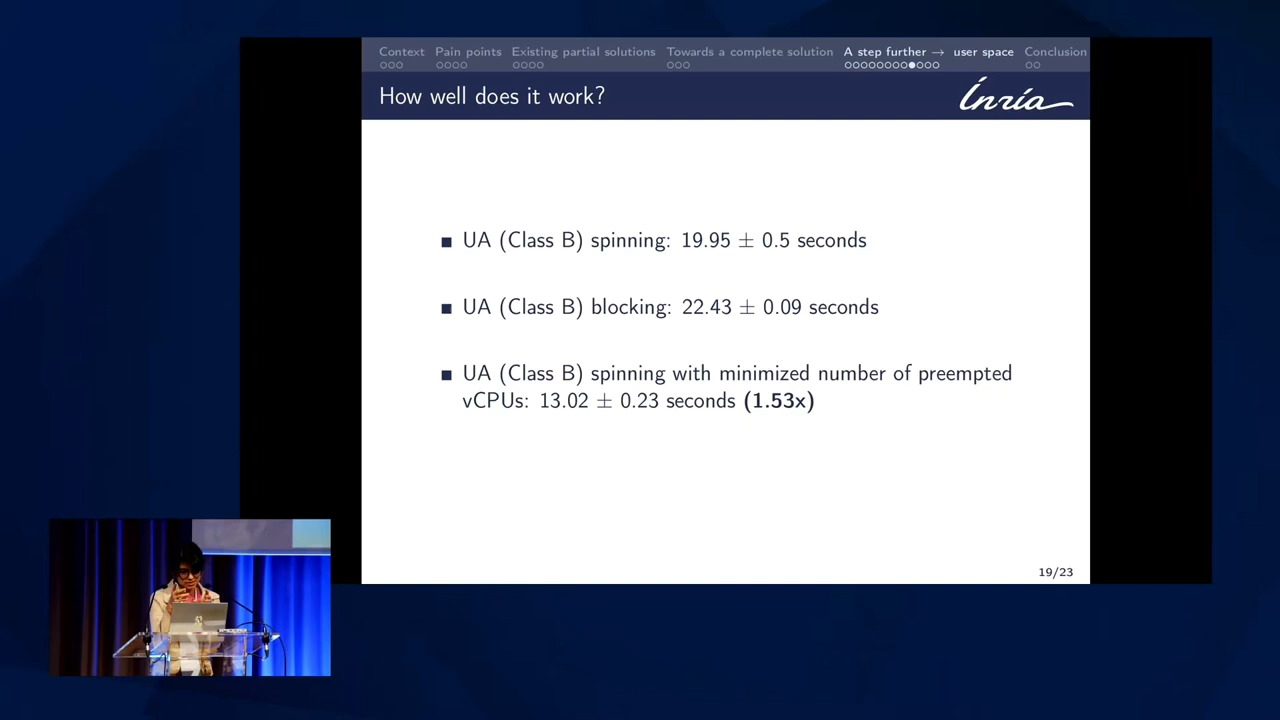 Context Pain points Existing partial solutions Towards a complete solution A step further → user space Conclusion
How well does it work?
Inria
UA (Class B) spinning: 19.95 ± 0.5 seconds
UA (Class B) blocking: 22.43 ± 0.09 seconds
UA (Class B) spinning with minimized number of preempted
vCPUs: 13.02 ± 0.23 seconds (1.53x)
19/23